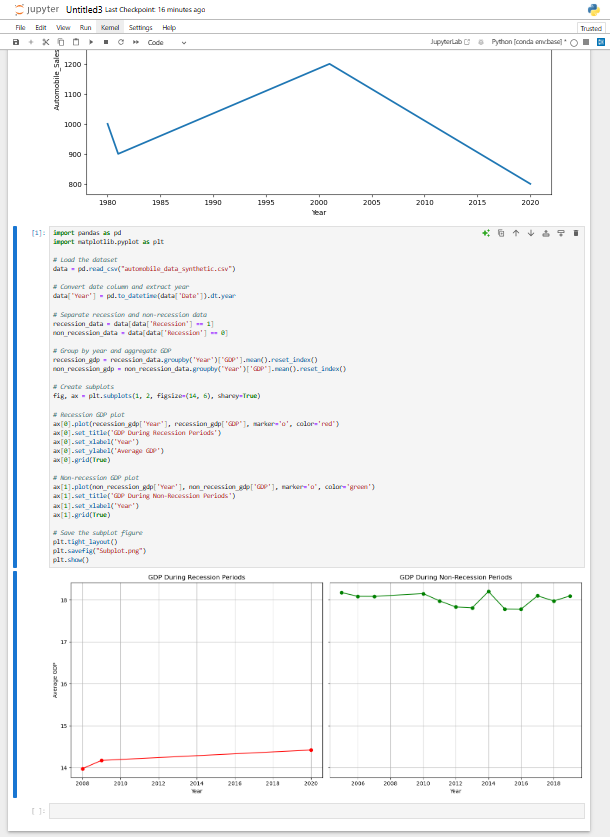 jupyter Untitled3 Last Checkpoint: 16 minutes ago
File Edit View Run Kernel Settings Help
Trusted
Code
JupyterLab
Python [conda env:base] *
Automobile_Sales
1200
1100
1000
900
800
1980 1985 1990 1995 2000 2005 2010 2015 2020
Year
[1]:
import pandas as pd
import matplotlib.pyplot as plt
# Load the dataset
data = pd.read_csv("automobile_data_synthetic.csv")
# Convert date column and extract year
data['Year'] = pd.to_datetime(data['Date']).dt.year
# Separate recession and non-recession data
recession_data = data[data['Recession'] == 1]
non_recession_data = data[data['Recession'] == 0]
# Group by year and aggregate GDP
recession_gdp = recession_data.groupby('Year')['GDP'].mean().reset_index()
non_recession_gdp = non_recession_data.groupby('Year')['GDP'].mean().reset_index()
# Create subplots
fig, ax = plt.subplots(1, 2, figsize=(14, 6), sharey=True)
# Recession GDP plot
ax[0].plot(recession_gdp['Year'], recession_gdp['GDP'], marker='o', color='red')
ax[0].set_title('GDP During Recession Periods')
ax[0].set_xlabel('Year')
ax[0].set_ylabel('Average GDP')
ax[0].grid(True)
# Non-recession GDP plot
ax[1].plot(non_recession_gdp['Year'], non_recession_gdp['GDP'], marker='o', color='green')
ax[1].set_title('GDP During Non-Recession Periods')
ax[1].set_xlabel('Year')
ax[1].grid(True)
# Save the subplot figure
plt.tight_layout()
plt.savefig("Subplot.png")
plt.show()
GDP During Recession Periods
18
17
16
15
14
Average GDP
2008 2010 2012 2014 2016 2018 2020
Year
GDP During Non-Recession Periods
2006 2008 2010 2012 2014 2016 2018
Year
[ ]: